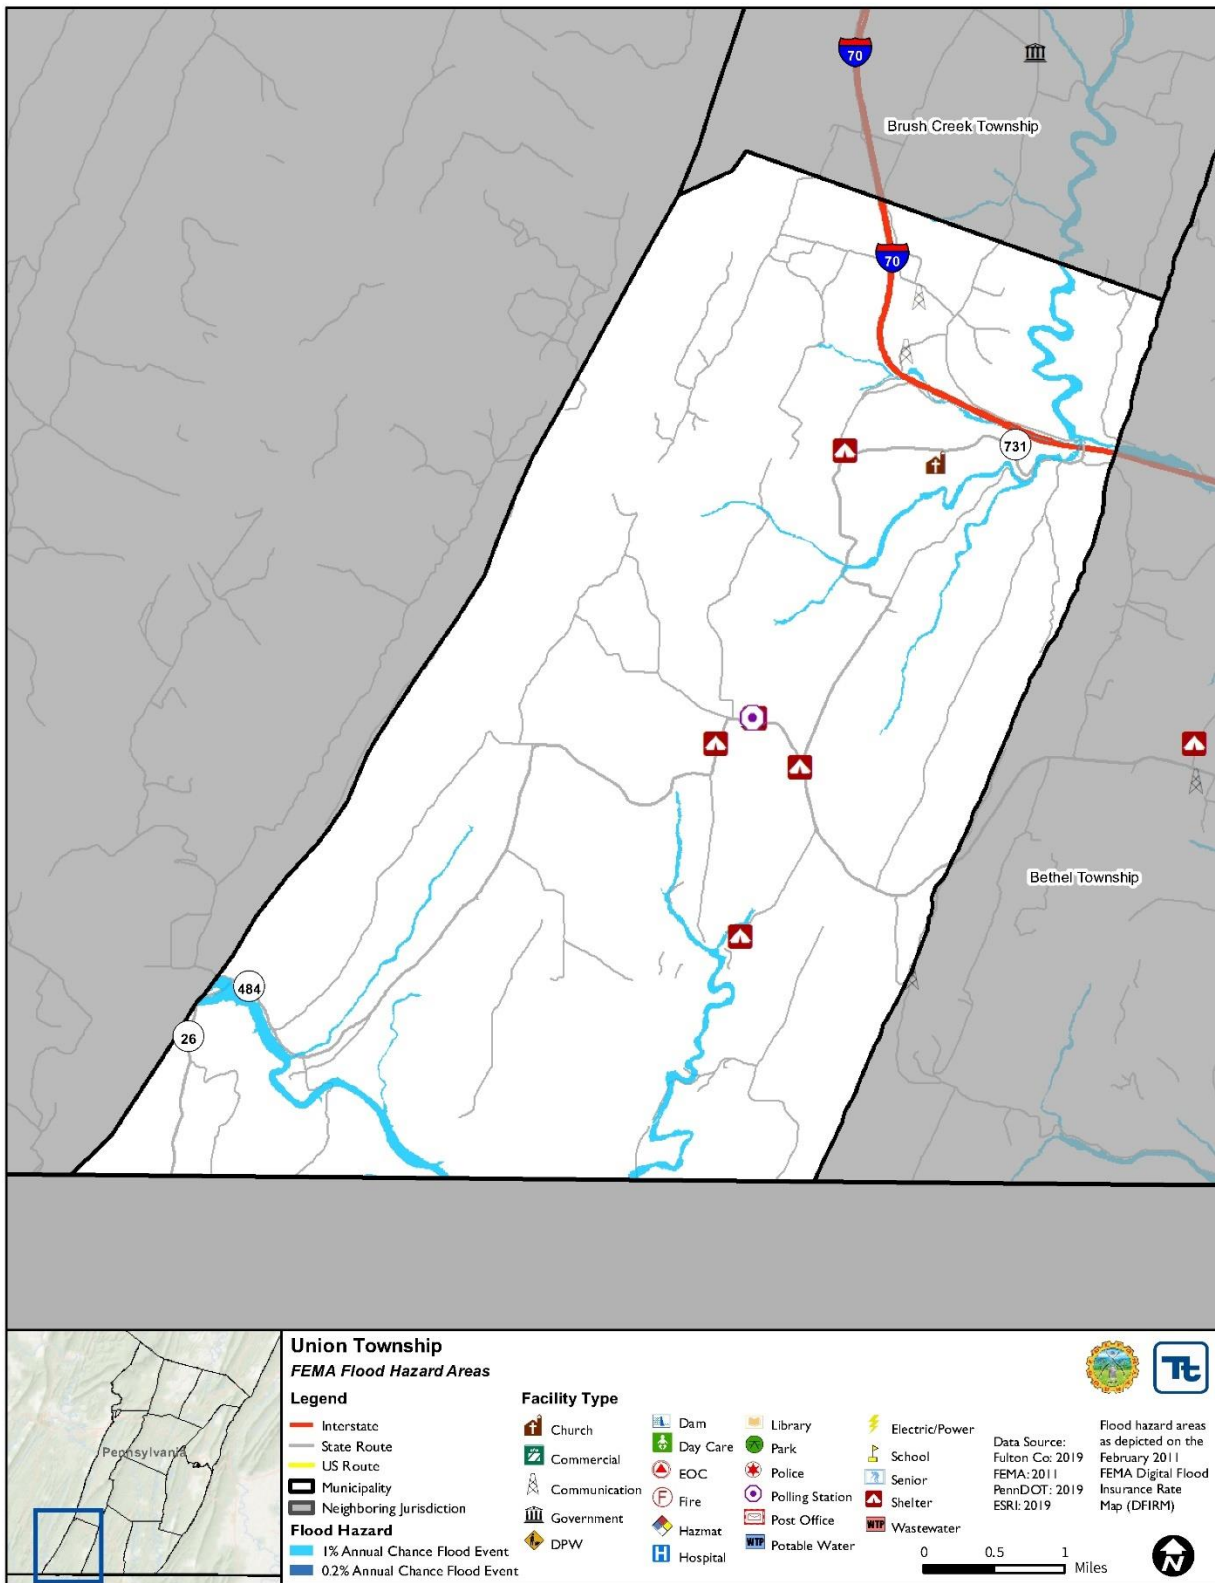 70
Brush Creek Township
70
731
Bethel Township
484
26
Pennsylvania
Union Township
FEMA Flood Hazard Areas
Legend
Interstate
State Route
US Route
Municipality
Neighboring Jurisdiction
Flood Hazard
1% Annual Chance Flood Event
0.2% Annual Chance Flood Event
Facility Type
Church
Commercial
Communication
Government
DPW
Dam
Day Care
EOC
F Fire
Hazmat
H Hospital
Library
Park
Police
Polling Station
Post Office
WTP Potable Water
Electric/Power
School
Senior
Shelter
WTP Wastewater
Data Source:
Fulton Co: 2019
FEMA: 2011
PennDOT: 2019
ESRI: 2019
Flood hazard areas
as depicted on the
February 2011
FEMA Digital Flood
Insurance Rate
Map (DFIRM)
Tt
0 0.5 1
Miles
N